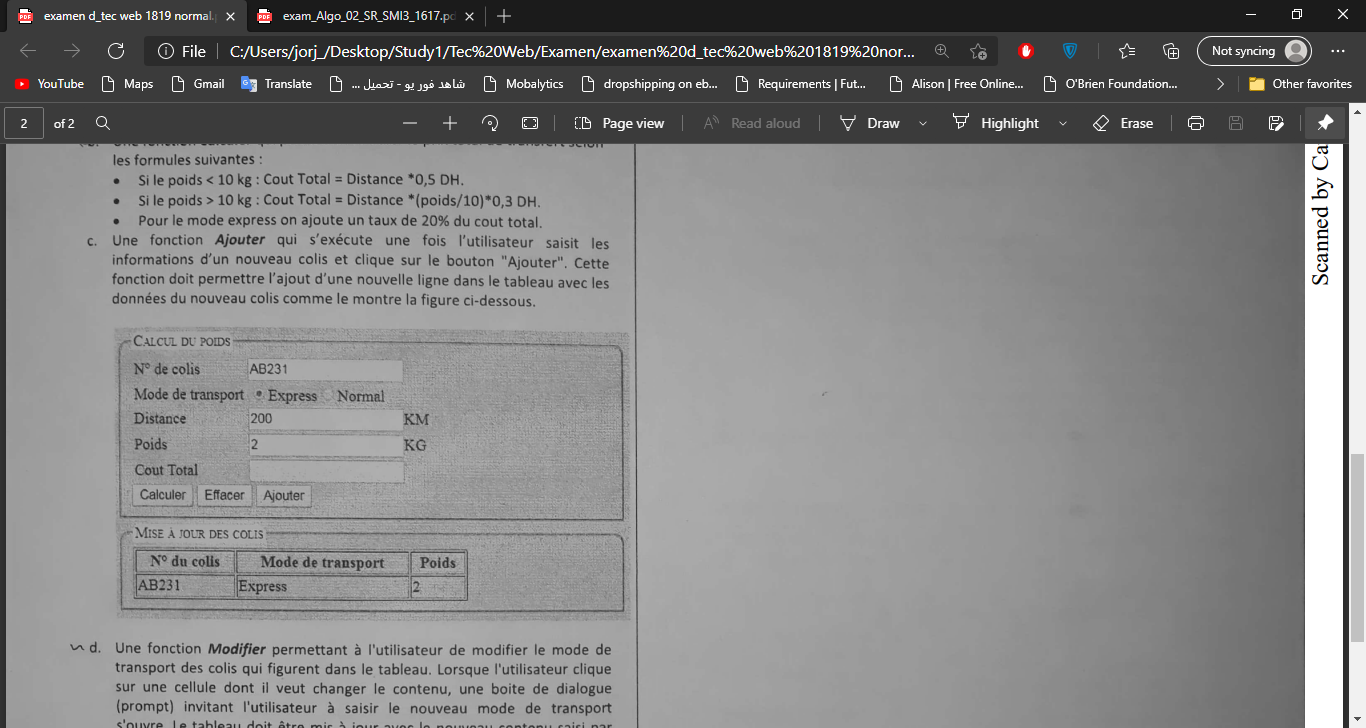 examen d_tec web 1819 normal.
exam_Algo_02_SR_SMI3_1617.pd
File
C:/Users/jorj_/Desktop/Study1/Tec%20Web/Examen/examen%20d_tec%20web%201819%20nor...
Not syncing
YouTube
Maps
Gmail
Translate
شاهد فور يو - تحميل ...
Mobalytics
dropshipping on eb...
Requirements | Fut...
Alison | Free Online...
O'Brien Foundation...
Other favorites
2 of 2
Page view
Read aloud
Draw
Highlight
Erase
les formules suivantes :
• Si le poids < 10 kg : Cout Total = Distance *0,5 DH.
• Si le poids > 10 kg : Cout Total = Distance *(poids/10)*0,3 DH.
• Pour le mode express on ajoute un taux de 20% du cout total.
c. Une fonction Ajouter qui s'exécute une fois l'utilisateur saisit les
informations d'un nouveau colis et clique sur le bouton "Ajouter". Cette
fonction doit permettre l'ajout d'une nouvelle ligne dans le tableau avec les
données du nouveau colis comme le montre la figure ci-dessous.
CALCUL DU POIDS
N° de colis AB231
Mode de transport Express Normal
Distance 200 KM
Poids 2 KG
Cout Total
Calculer Effacer Ajouter
MISE À JOUR DES COLIS
N° du colis Mode de transport Poids
AB231 Express 2
d. Une fonction Modifier permettant à l'utilisateur de modifier le mode de
transport des colis qui figurent dans le tableau. Lorsque l'utilisateur clique
sur une cellule dont il veut changer le contenu, une boite de dialogue
(prompt) invitant l'utilisateur à saisir le nouveau mode de transport
s'ouvre. Le tableau doit être mis à jour avec le nouveau contenu saisi par
Scanned by Ca